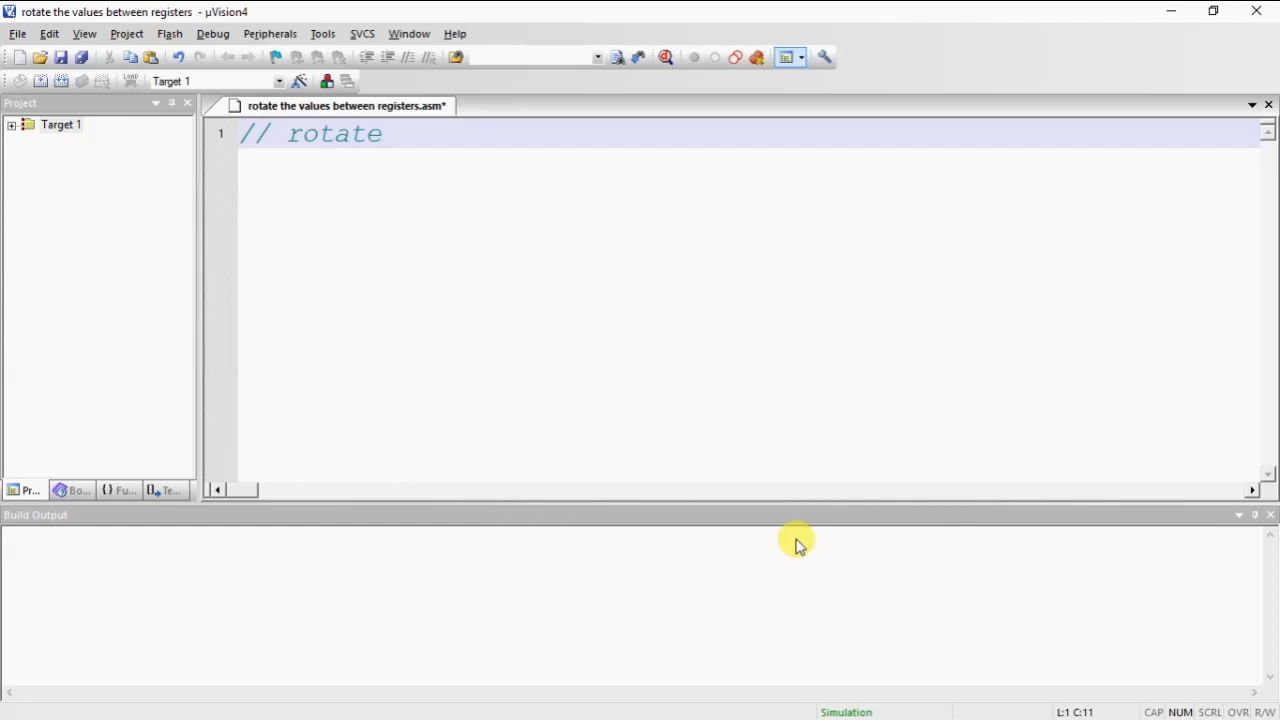 rotate the values between registers - µVision4
File Edit View Project Flash Debug Peripherals Tools SVCS Window Help
LOAD Target 1
Project
rotate the values between registers.asm*
Target 1
1 // rotate
Pr... Bo... {} Fu... Te...
Build Output
Simulation L:1 C:11 CAP NUM SCRL OVR R/W